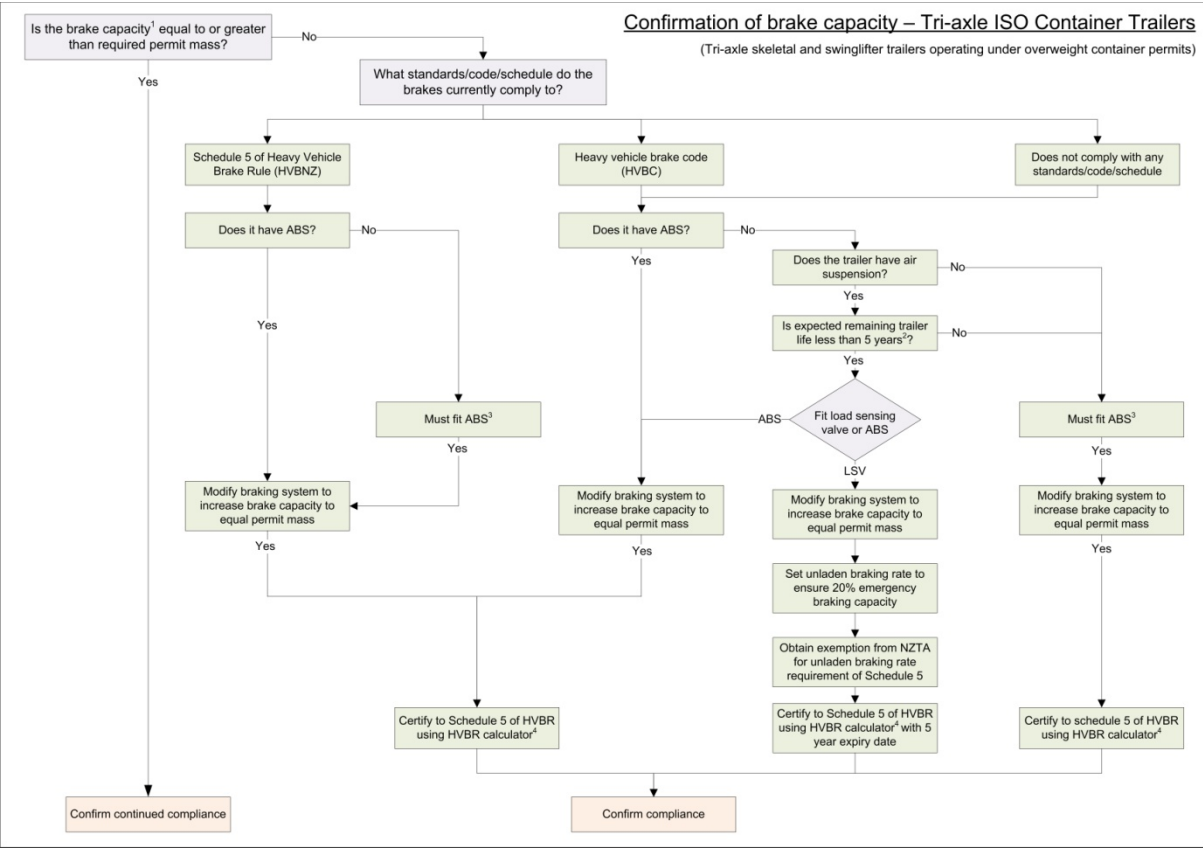 Confirmation of brake capacity – Tri-axle ISO Container Trailers
(Tri-axle skeletal and swinglifter trailers operating under overweight container permits)
Is the brake capacity¹ equal to or greater
than required permit mass?
No
Yes
What standards/code/schedule do the
brakes currently comply to?
Schedule 5 of Heavy Vehicle
Brake Rule (HVBNZ)
Heavy vehicle brake code
(HVBC)
Does not comply with any
standards/code/schedule
Does it have ABS?
No
Does it have ABS?
No
Yes
Does the trailer have air
suspension?
No
Yes
Yes
Is expected remaining trailer
life less than 5 years²?
No
Yes
Must fit ABS³
Yes
ABS
Fit load sensing
valve or ABS
LSV
Must fit ABS³
Yes
Modify braking system to
increase brake capacity to
equal permit mass
Yes
Modify braking system to
increase brake capacity to
equal permit mass
Yes
Modify braking system to
increase brake capacity to
equal permit mass
Modify braking system to
increase brake capacity to
equal permit mass
Yes
Set unladen braking rate to
ensure 20% emergency
braking capacity
Obtain exemption from NZTA
for unladen braking rate
requirement of Schedule 5
Certify to Schedule 5 of HVBR
using HVBR calculator⁴
Certify to Schedule 5 of HVBR
using HVBR calculator⁴ with 5
year expiry date
Certify to schedule 5 of HVBR
using HVBR calculator⁴
Confirm continued compliance
Confirm compliance